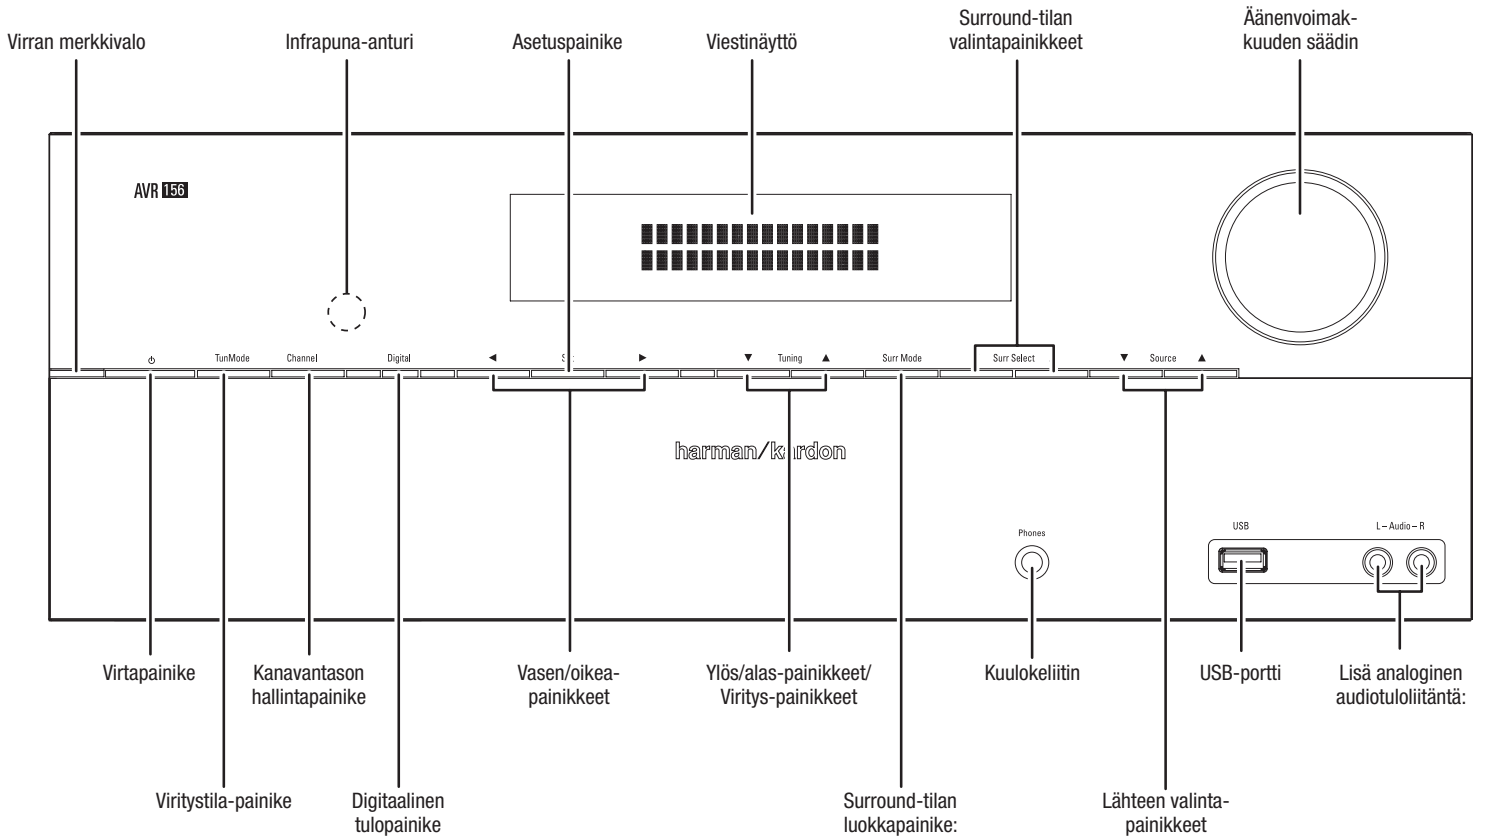 Surround-tilan
valintapainikkeet
Äänenvoimak-
kuuden säädin
Virran merkkivalo
Infrapuna-anturi
Asetuspainike
Viestinäyttö
AVR 156
TunMode
Channel
Digital
Tuning
Surr Mode
Surr Select
Source
harman/kardon
Phones
USB
L – Audio – R
Virtapainike
Kanavantason
hallintapainike
Vasen/oikea-
painikkeet
Ylös/alas-painikkeet/
Viritys-painikkeet
Kuulokeliitin
USB-portti
Lisä analoginen
audiotuloliitäntä:
Viritystila-painike
Digitaalinen
tulopainike
Surround-tilan
luokkapainike:
Lähteen valinta-
painikkeet